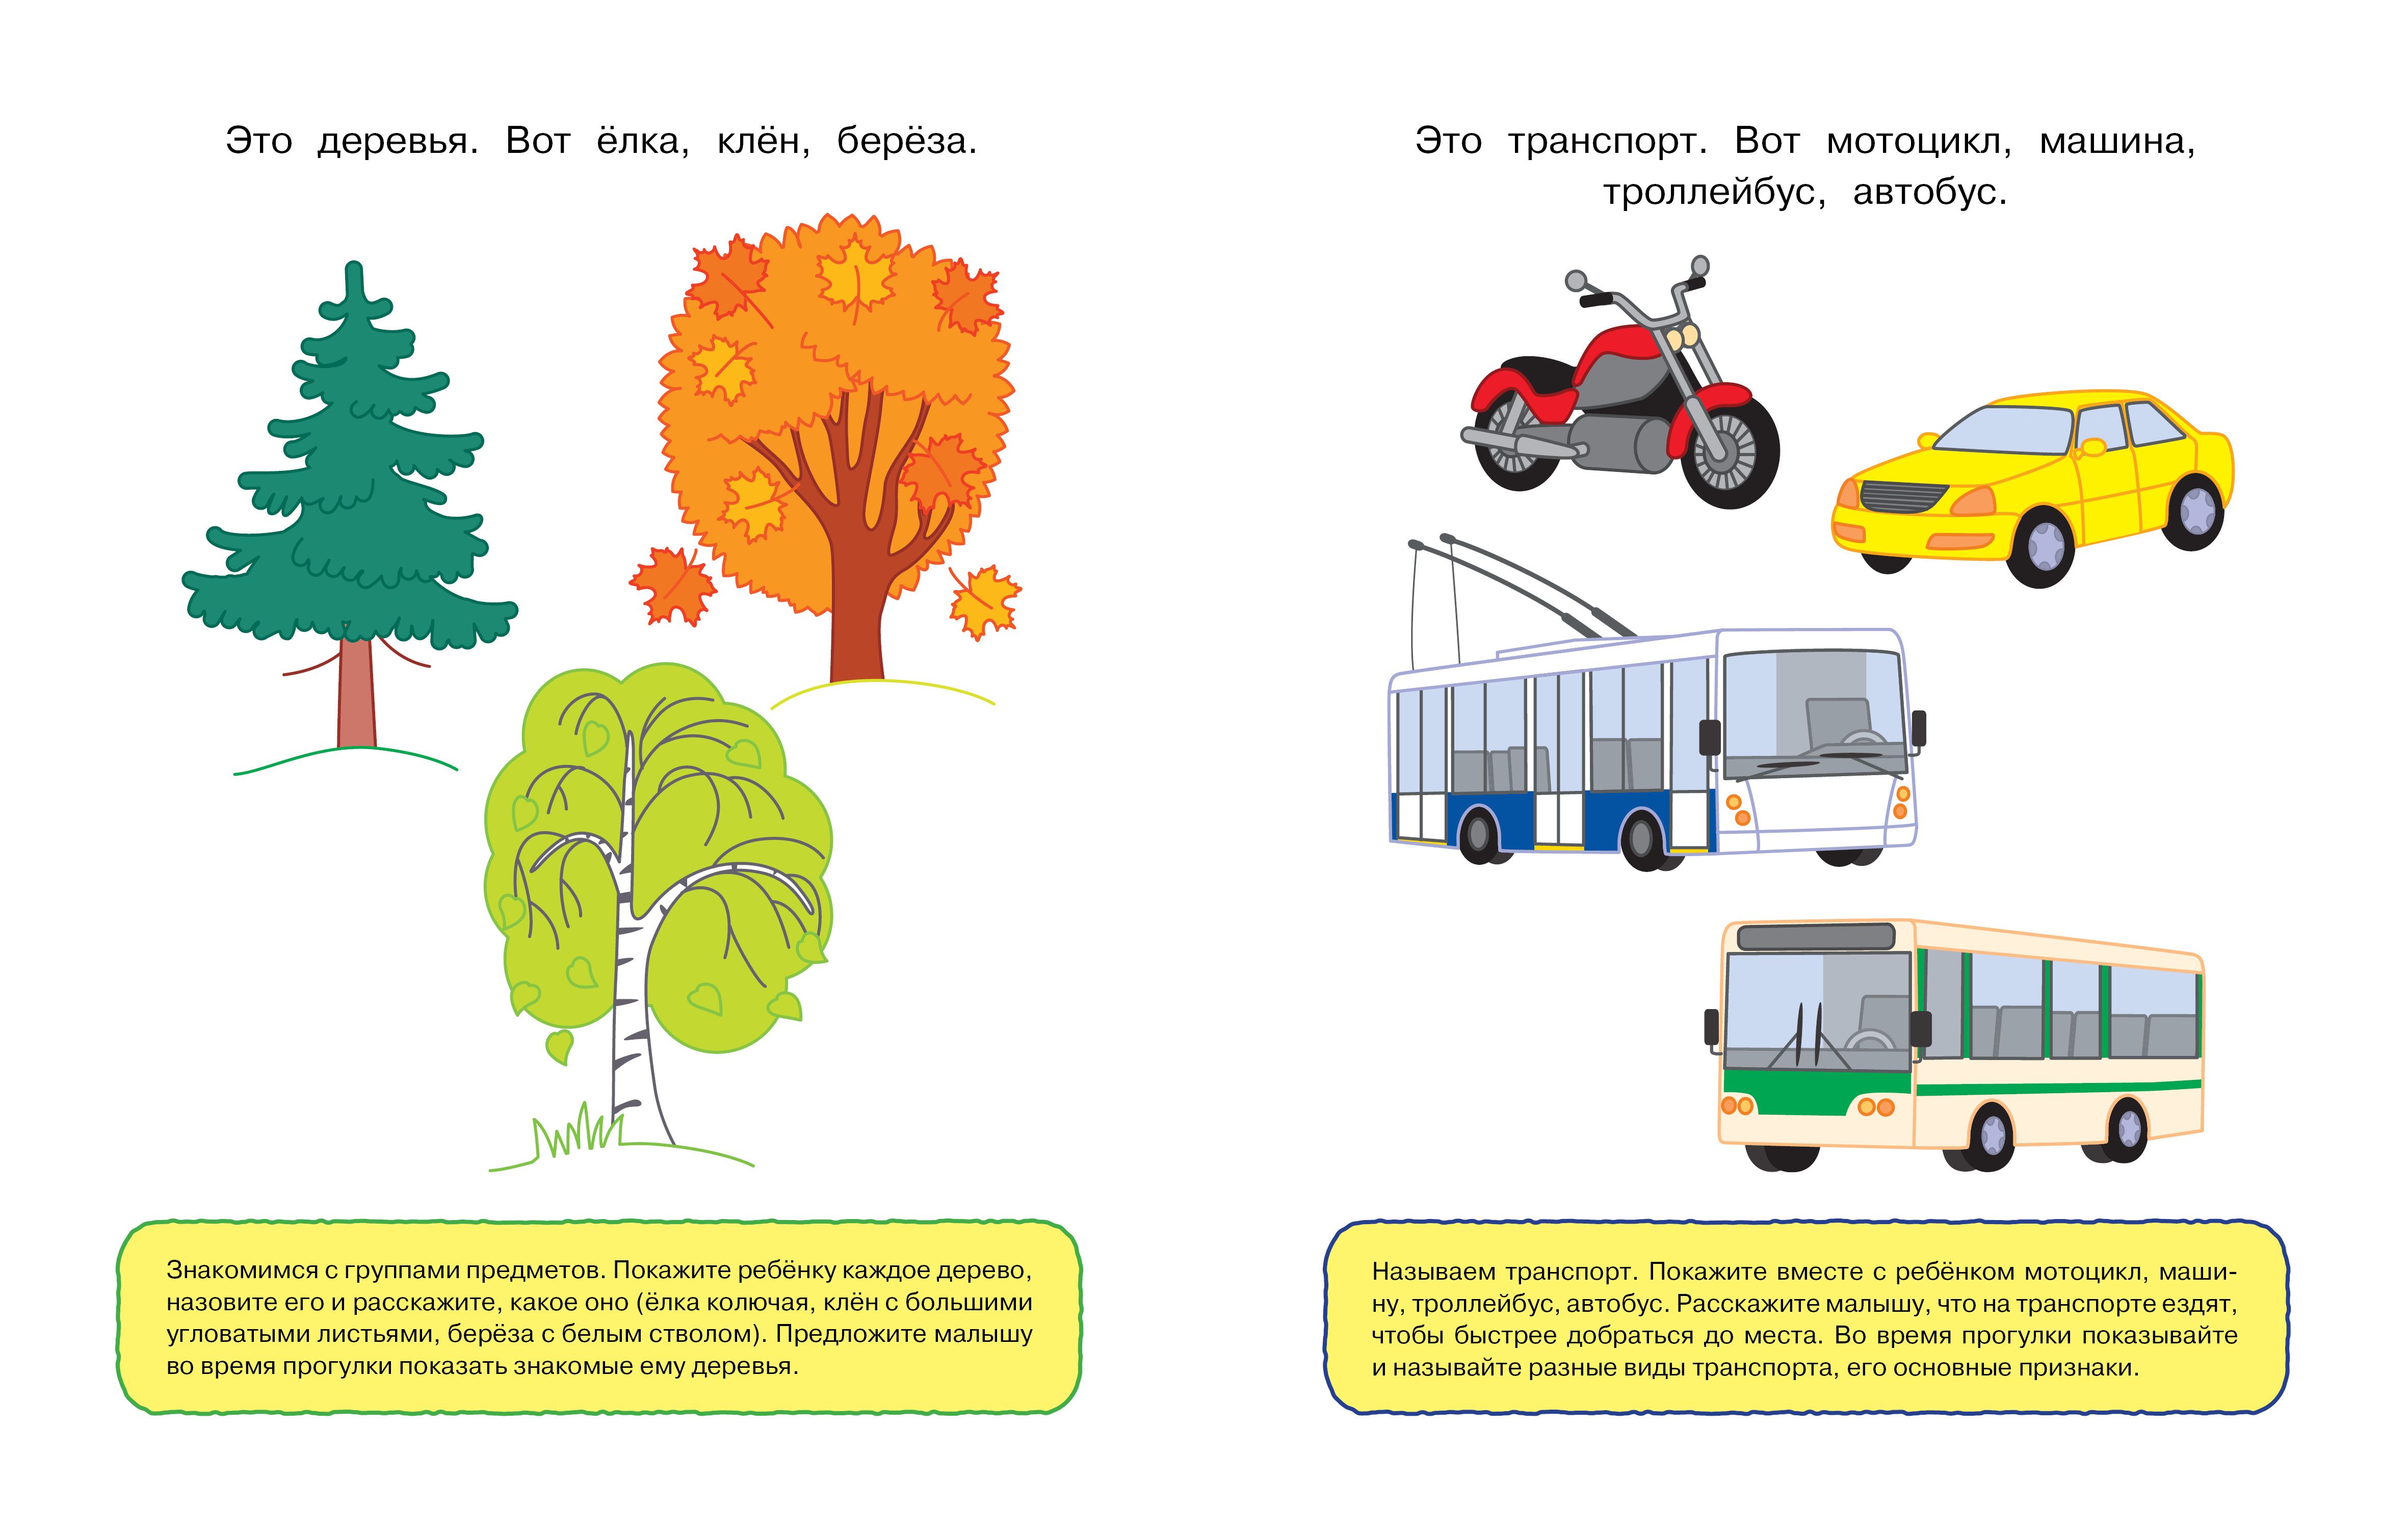 Это деревья. Вот ёлка, клён, берёза.
Знакомимся с группами предметов. Покажите ребёнку каждое дерево,
назовите его и расскажите, какое оно (ёлка колючая, клён с большими
угловатыми листьями, берёза с белым стволом). Предложите малышу
во время прогулки показать знакомые ему деревья.
Это транспорт. Вот мотоцикл, машина,
троллейбус, автобус.
Называем транспорт. Покажите вместе с ребёнком мотоцикл, маши-
ну, троллейбус, автобус. Расскажите малышу, что на транспорте ездят,
чтобы быстрее добраться до места. Во время прогулки показывайте
и называйте разные виды транспорта, его основные признаки.